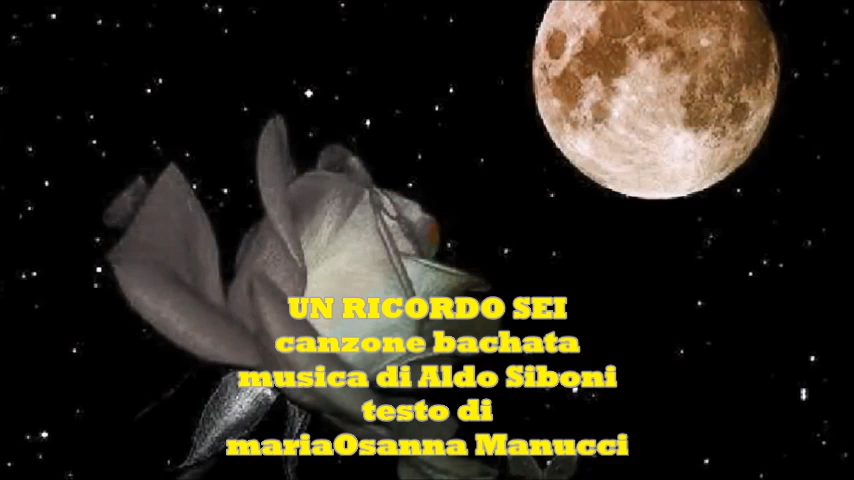 UN RICORDO SEI
canzone bachata
musica di Aldo Siboni
testo di
mariaOsanna Manucci